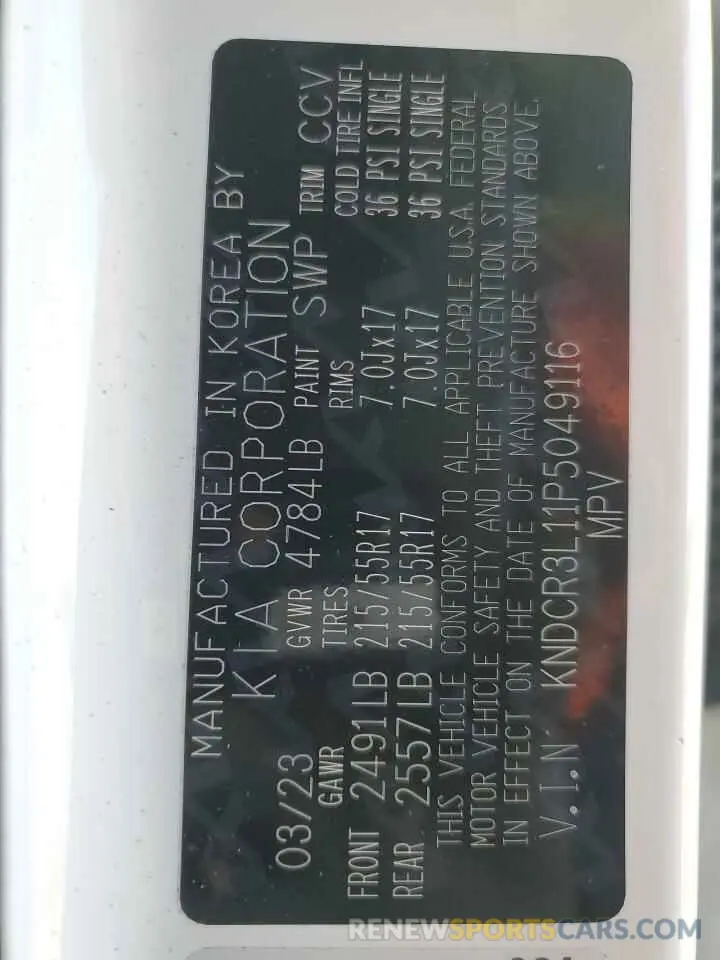 MANUFACTURED IN KOREA BY
KIA CORPORATION
03/23 GVWR 4784LB PAINT SWP TRIM CCV
GAWR TIRES RIMS COLD TIRE INFL
FRONT 2491LB 215/55R17 7.0Jx17 36 PSI SINGLE
REAR 2557LB 215/55R17 7.0Jx17 36 PSI SINGLE
THIS VEHICLE CONFORMS TO ALL APPLICABLE U.S.A. FEDERAL
MOTOR VEHICLE SAFETY AND THEFT PREVENTION STANDARDS
IN EFFECT ON THE DATE OF MANUFACTURE SHOWN ABOVE.
V.I.N KNDCR3L11P5049116
MPV
RENEWSPORTSCARS.COM